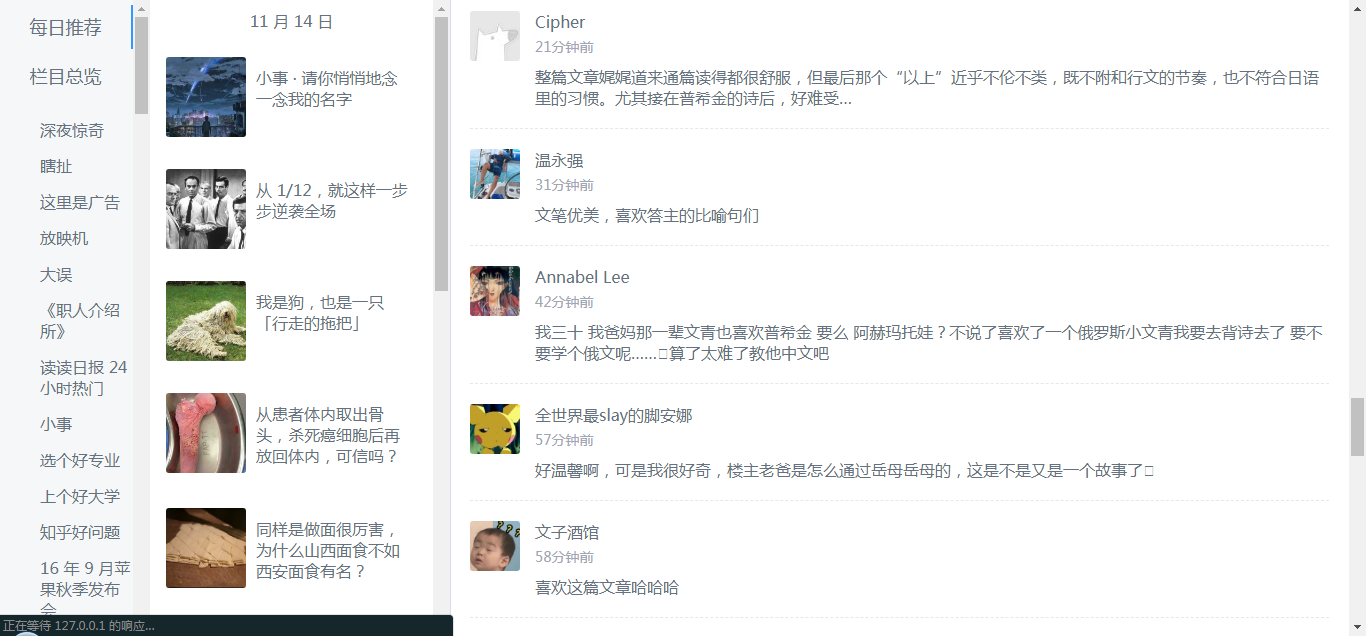 每日推荐
栏目总览
深夜惊奇
瞎扯
这里是广告
放映机
大误
《职人介绍
所》
读读日报 24
小时热门
小事
选个好专业
上个好大学
知乎好问题
16 年 9 月苹
果秋季发布
会
11 月 14 日
小事 · 请你悄悄地念
一念我的名字
从 1/12，就这样一步
步逆袭全场
我是狗，也是一只
「行走的拖把」
从患者体内取出骨
头，杀死癌细胞后再
放回体内，可信吗？
同样是做面很厉害，
为什么山西面食不如
西安面食有名？
Cipher
21分钟前
整篇文章娓娓道来通篇读得都很舒服，但最后那个“以上”近乎不伦不类，既不附和行文的节奏，也不符合日语
里的习惯。尤其接在普希金的诗后，好难受...
温永强
31分钟前
文笔优美，喜欢答主的比喻句们
Annabel Lee
42分钟前
我三十 我爸妈那一辈文青也喜欢普希金 要么 阿赫玛托娃？不说了喜欢了一个俄罗斯小文青我要去背诗去了 要不
要学个俄文呢……算了太难了教他中文吧
全世界最slay的脚安娜
57分钟前
好温馨啊，可是我很好奇，楼主老爸是怎么通过岳母岳母的，这是不是又是一个故事了
文子酒馆
58分钟前
喜欢这篇文章哈哈哈
正在等待 127.0.0.1 的响应...